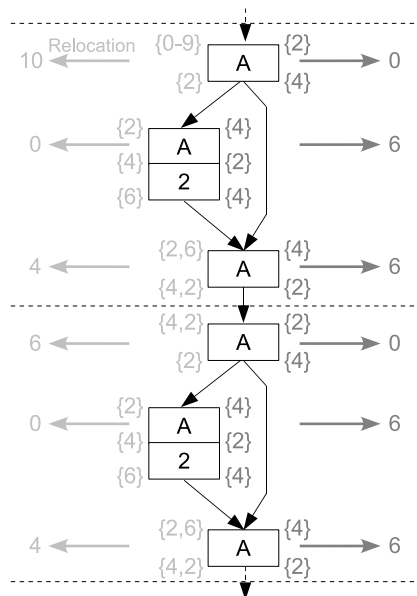 Relocation {0-9} {2}
10 A 0
{2} {4}
{2} {4}
0 A 6
{4} {2}
2
{6} {4}
{2,6} {4}
4 A 6
{4,2} {2}
{4,2} {2}
6 A 0
{2} {4}
{2} {4}
0 A 6
{4} {2}
2
{6} {4}
{2,6} {4}
4 A 6
{4,2} {2}